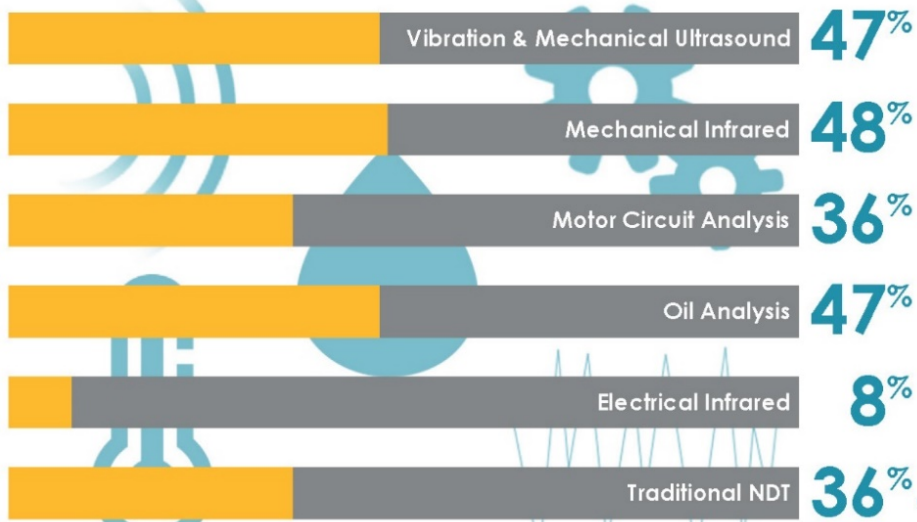 Vibration & Mechanical Ultrasound 47%
Mechanical Infrared 48%
Motor Circuit Analysis 36%
Oil Analysis 47%
Electrical Infrared 8%
Traditional NDT 36%